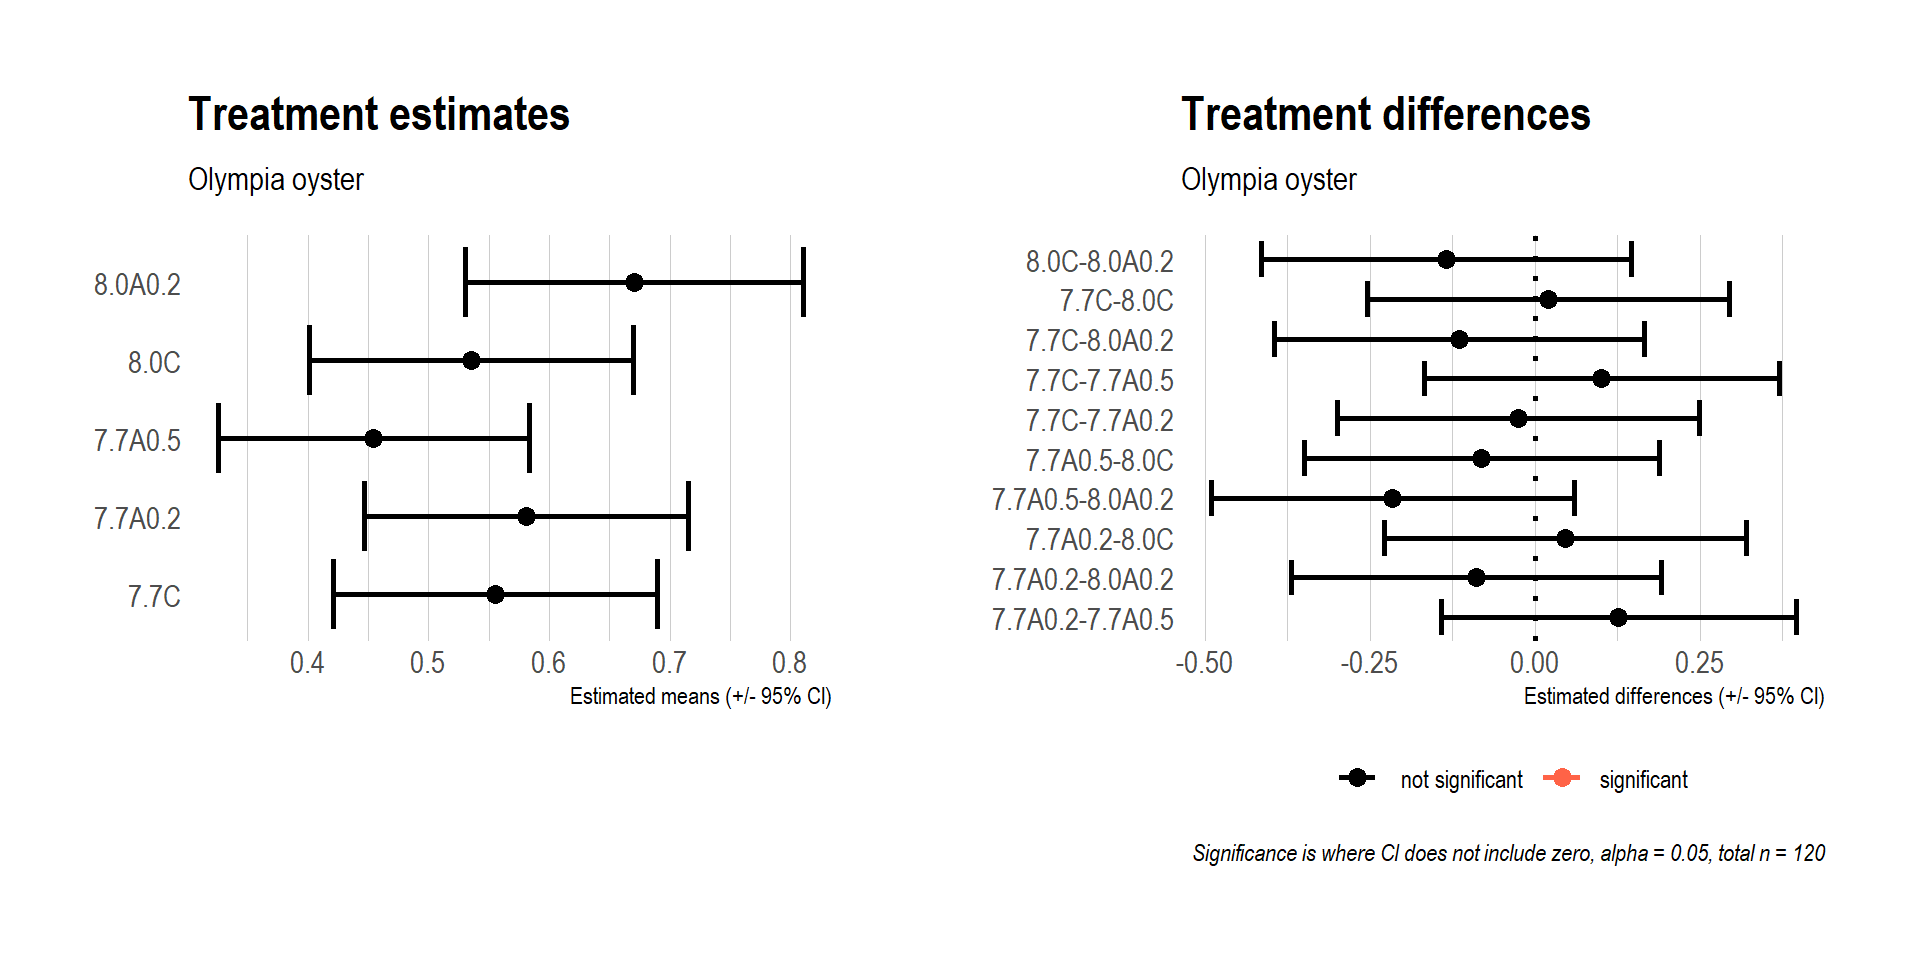 Treatment estimates
Olympia oyster
8.0A0.2
8.0C
7.7A0.5
7.7A0.2
7.7C
0.4 0.5 0.6 0.7 0.8
Estimated means (+/- 95% CI)
Treatment differences
Olympia oyster
8.0C-8.0A0.2
7.7C-8.0C
7.7C-8.0A0.2
7.7C-7.7A0.5
7.7C-7.7A0.2
7.7A0.5-8.0C
7.7A0.5-8.0A0.2
7.7A0.2-8.0C
7.7A0.2-8.0A0.2
7.7A0.2-7.7A0.5
-0.50 -0.25 0.00 0.25
Estimated differences (+/- 95% CI)
not significant significant
Significance is where CI does not include zero, alpha = 0.05, total n = 120